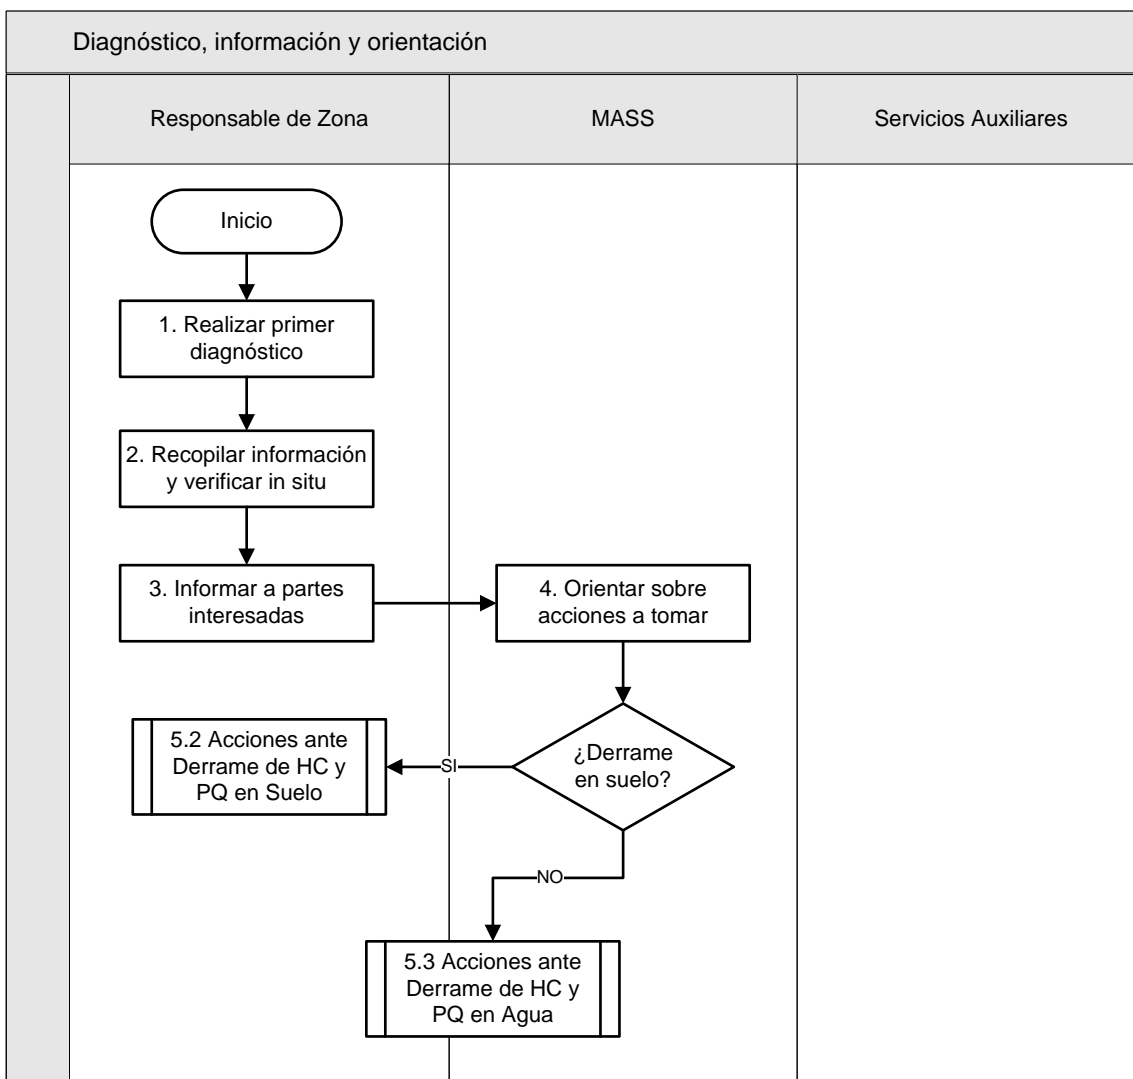 Diagnóstico, información y orientación
Responsable de Zona
MASS
Servicios Auxiliares
Inicio
1. Realizar primer
diagnóstico
2. Recopilar información
y verificar in situ
3. Informar a partes
interesadas
4. Orientar sobre
acciones a tomar
¿Derrame
en suelo?
SI
5.2 Acciones ante
Derrame de HC y
PQ en Suelo
NO
5.3 Acciones ante
Derrame de HC y
PQ en Agua